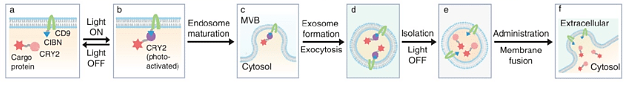 a
CD9
CIBN
CRY2
Cargo
protein
Light
ON
Light
OFF
b
CRY2
(photo-
activated)
Endosome
maturation
c
MVB
Cytosol
Exosome
formation
Exocytosis
d
Isolation
Light
OFF
e
Administration
Membrane
fusion
f
Extracellular
Cytosol